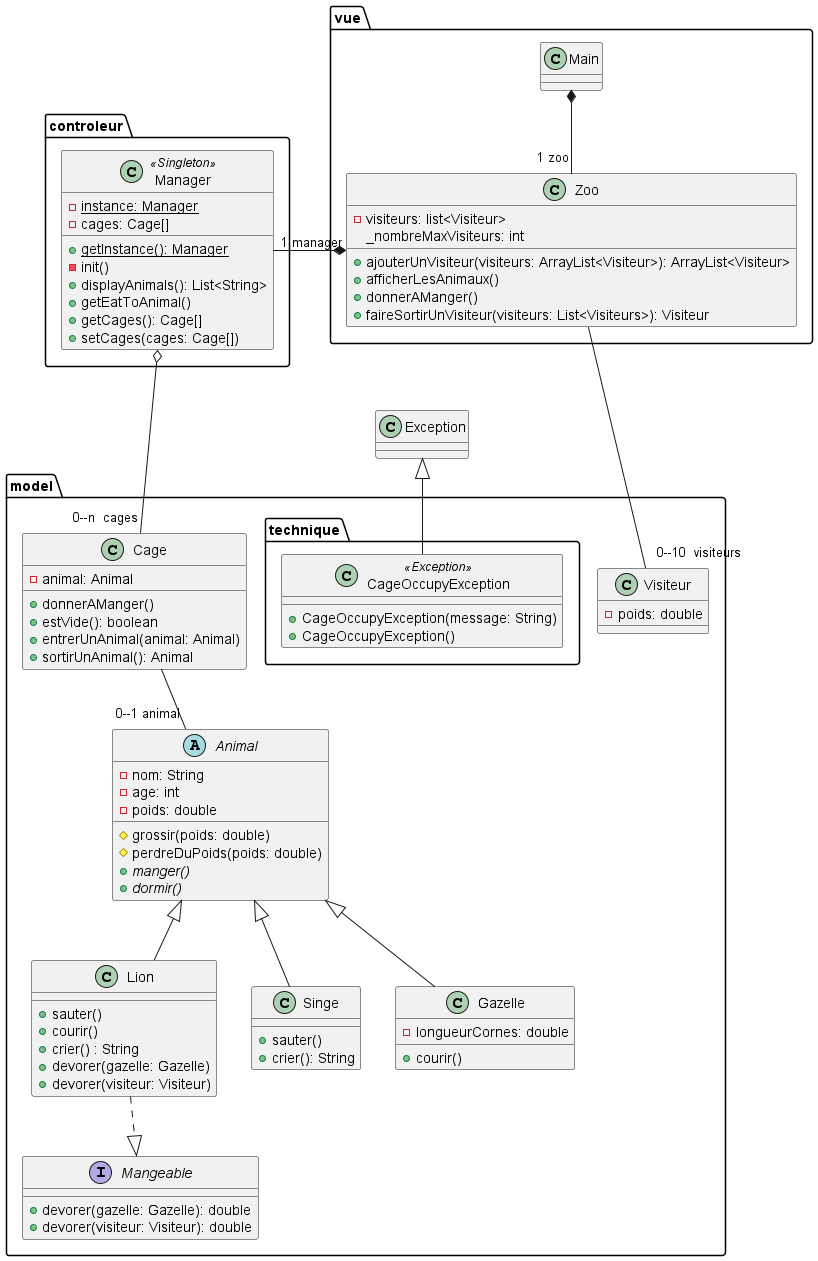 vue
C Main
1 zoo
controleur
«Singleton»
C Manager
instance: Manager
cages: Cage[]
getInstance(): Manager
init()
displayAnimals(): List<String>
getEatToAnimal()
getCages(): Cage[]
setCages(cages: Cage[])
1 manager
C Zoo
visiteurs: list<Visiteur>
_nombreMaxVisiteurs: int
ajouterUnVisiteur(visiteurs: ArrayList<Visiteur>): ArrayList<Visiteur>
afficherLesAnimaux()
donnerAManger()
faireSortirUnVisiteur(visiteurs: List<Visiteurs>): Visiteur
C Exception
model
0--n cages
C Cage
animal: Animal
donnerAManger()
estVide(): boolean
entrerUnAnimal(animal: Animal)
sortirUnAnimal(): Animal
technique
«Exception»
C CageOccupyException
CageOccupyException(message: String)
CageOccupyException()
0--10 visiteurs
C Visiteur
poids: double
0--1 animal
A Animal
nom: String
age: int
poids: double
grossir(poids: double)
perdreDuPoids(poids: double)
manger()
dormir()
C Lion
sauter()
courir()
crier() : String
devorer(gazelle: Gazelle)
devorer(visiteur: Visiteur)
C Singe
sauter()
crier(): String
C Gazelle
longueurCornes: double
courir()
I Mangeable
devorer(gazelle: Gazelle): double
devorer(visiteur: Visiteur): double